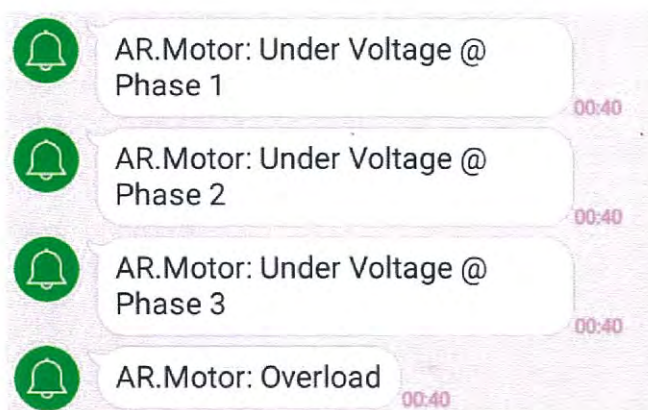 AR.Motor: Under Voltage @
Phase 1
00:40
AR.Motor: Under Voltage @
Phase 2
00:40
AR.Motor: Under Voltage @
Phase 3
00:40
AR.Motor: Overload
00:40